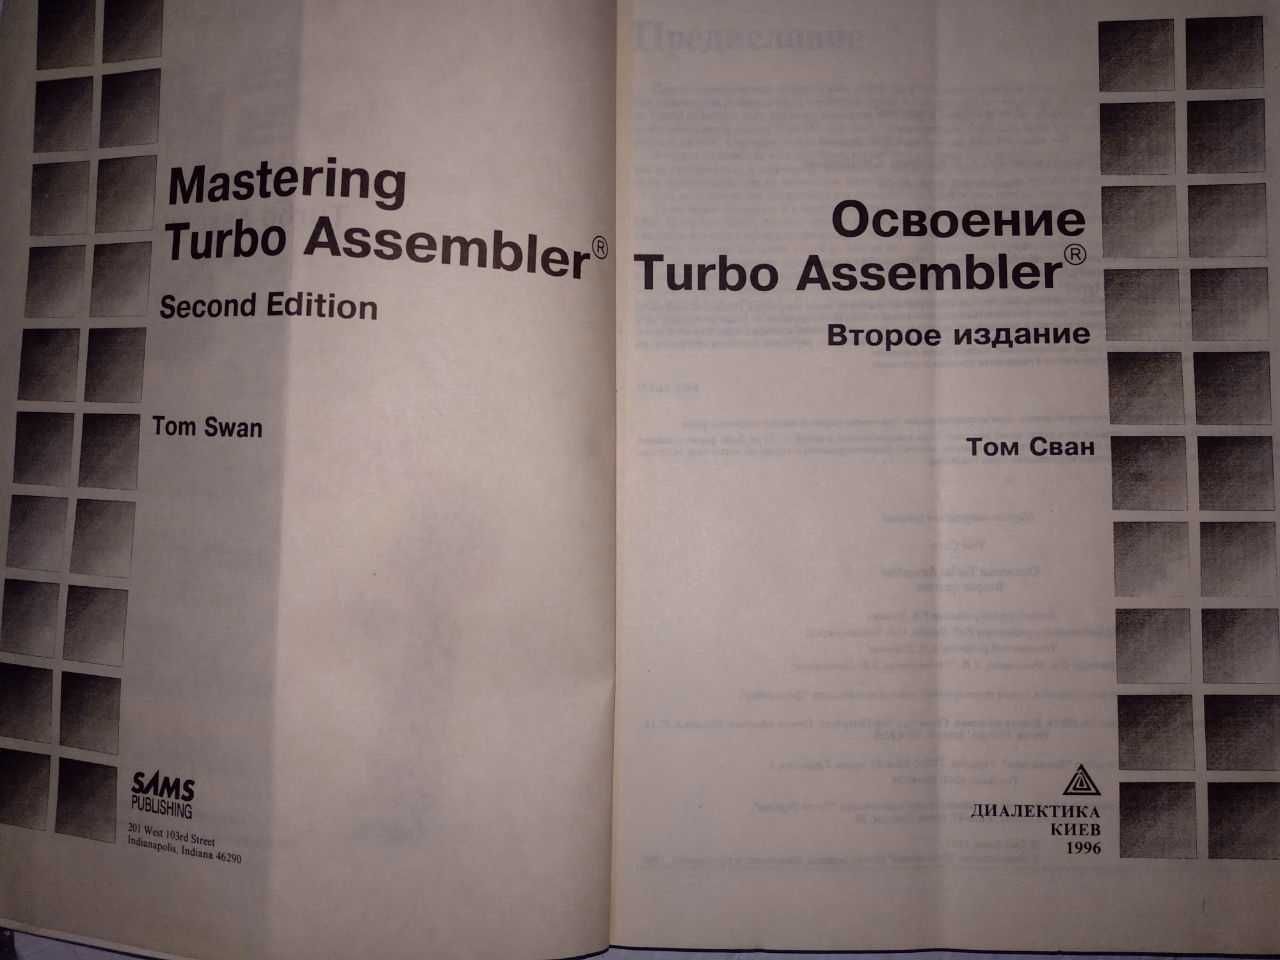 Mastering
Turbo Assembler®
Second Edition
Tom Swan
SAMS
PUBLISHING
201 West 103rd Street
Indianapolis, Indiana 46290
Предисловие
Освоение
Turbo Assembler®
Второе издание
Том Сван
ДИАЛЕКТИКА
КИЕВ
1996